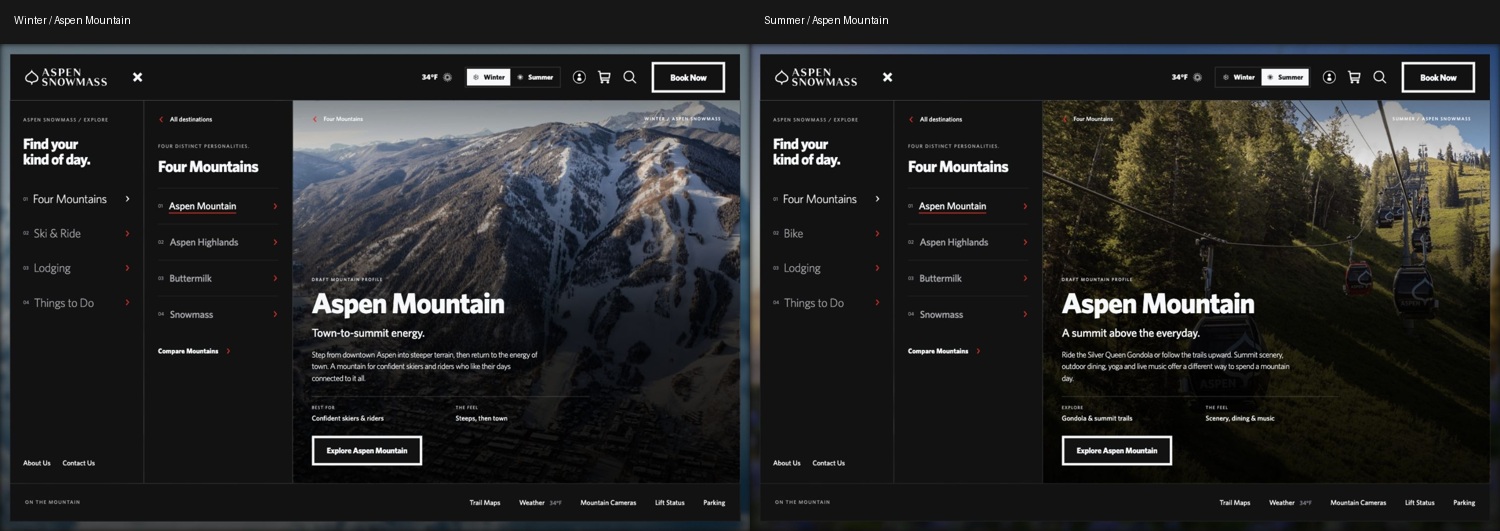 Winter / Aspen Mountain
ASPEN
SNOWMASS
34°F
Winter
Summer
Book Now
ASPEN SNOWMASS / EXPLORE
Find your
kind of day.
01 Four Mountains
02 Ski & Ride
03 Lodging
04 Things to Do
About Us
Contact Us
All destinations
FOUR DISTINCT PERSONALITIES.
Four Mountains
01 Aspen Mountain
02 Aspen Highlands
03 Buttermilk
04 Snowmass
Compare Mountains
Four Mountains
WINTER / ASPEN SNOWMASS
DRAFT MOUNTAIN PROFILE
Aspen Mountain
Town-to-summit energy.
Step from downtown Aspen into steeper terrain, then return to the energy of
town. A mountain for confident skiers and riders who like their days
connected to it all.
BEST FOR
Confident skiers & riders
THE FEEL
Steeps, then town
Explore Aspen Mountain
ON THE MOUNTAIN
Trail Maps
Weather 34°F
Mountain Cameras
Lift Status
Parking
Summer / Aspen Mountain
ASPEN
SNOWMASS
34°F
Winter
Summer
Book Now
ASPEN SNOWMASS / EXPLORE
Find your
kind of day.
01 Four Mountains
02 Bike
03 Lodging
04 Things to Do
About Us
Contact Us
All destinations
FOUR DISTINCT PERSONALITIES.
Four Mountains
01 Aspen Mountain
02 Aspen Highlands
03 Buttermilk
04 Snowmass
Compare Mountains
Four Mountains
SUMMER / ASPEN SNOWMASS
DRAFT MOUNTAIN PROFILE
Aspen Mountain
A summit above the everyday.
Ride the Silver Queen Gondola or follow the trails upward. Summit scenery,
outdoor dining, yoga and live music offer a different way to spend a mountain
day.
ASPEN
EXPLORE
Gondola & summit trails
THE FEEL
Scenery, dining & music
Explore Aspen Mountain
ON THE MOUNTAIN
Trail Maps
Weather 34°F
Mountain Cameras
Lift Status
Parking